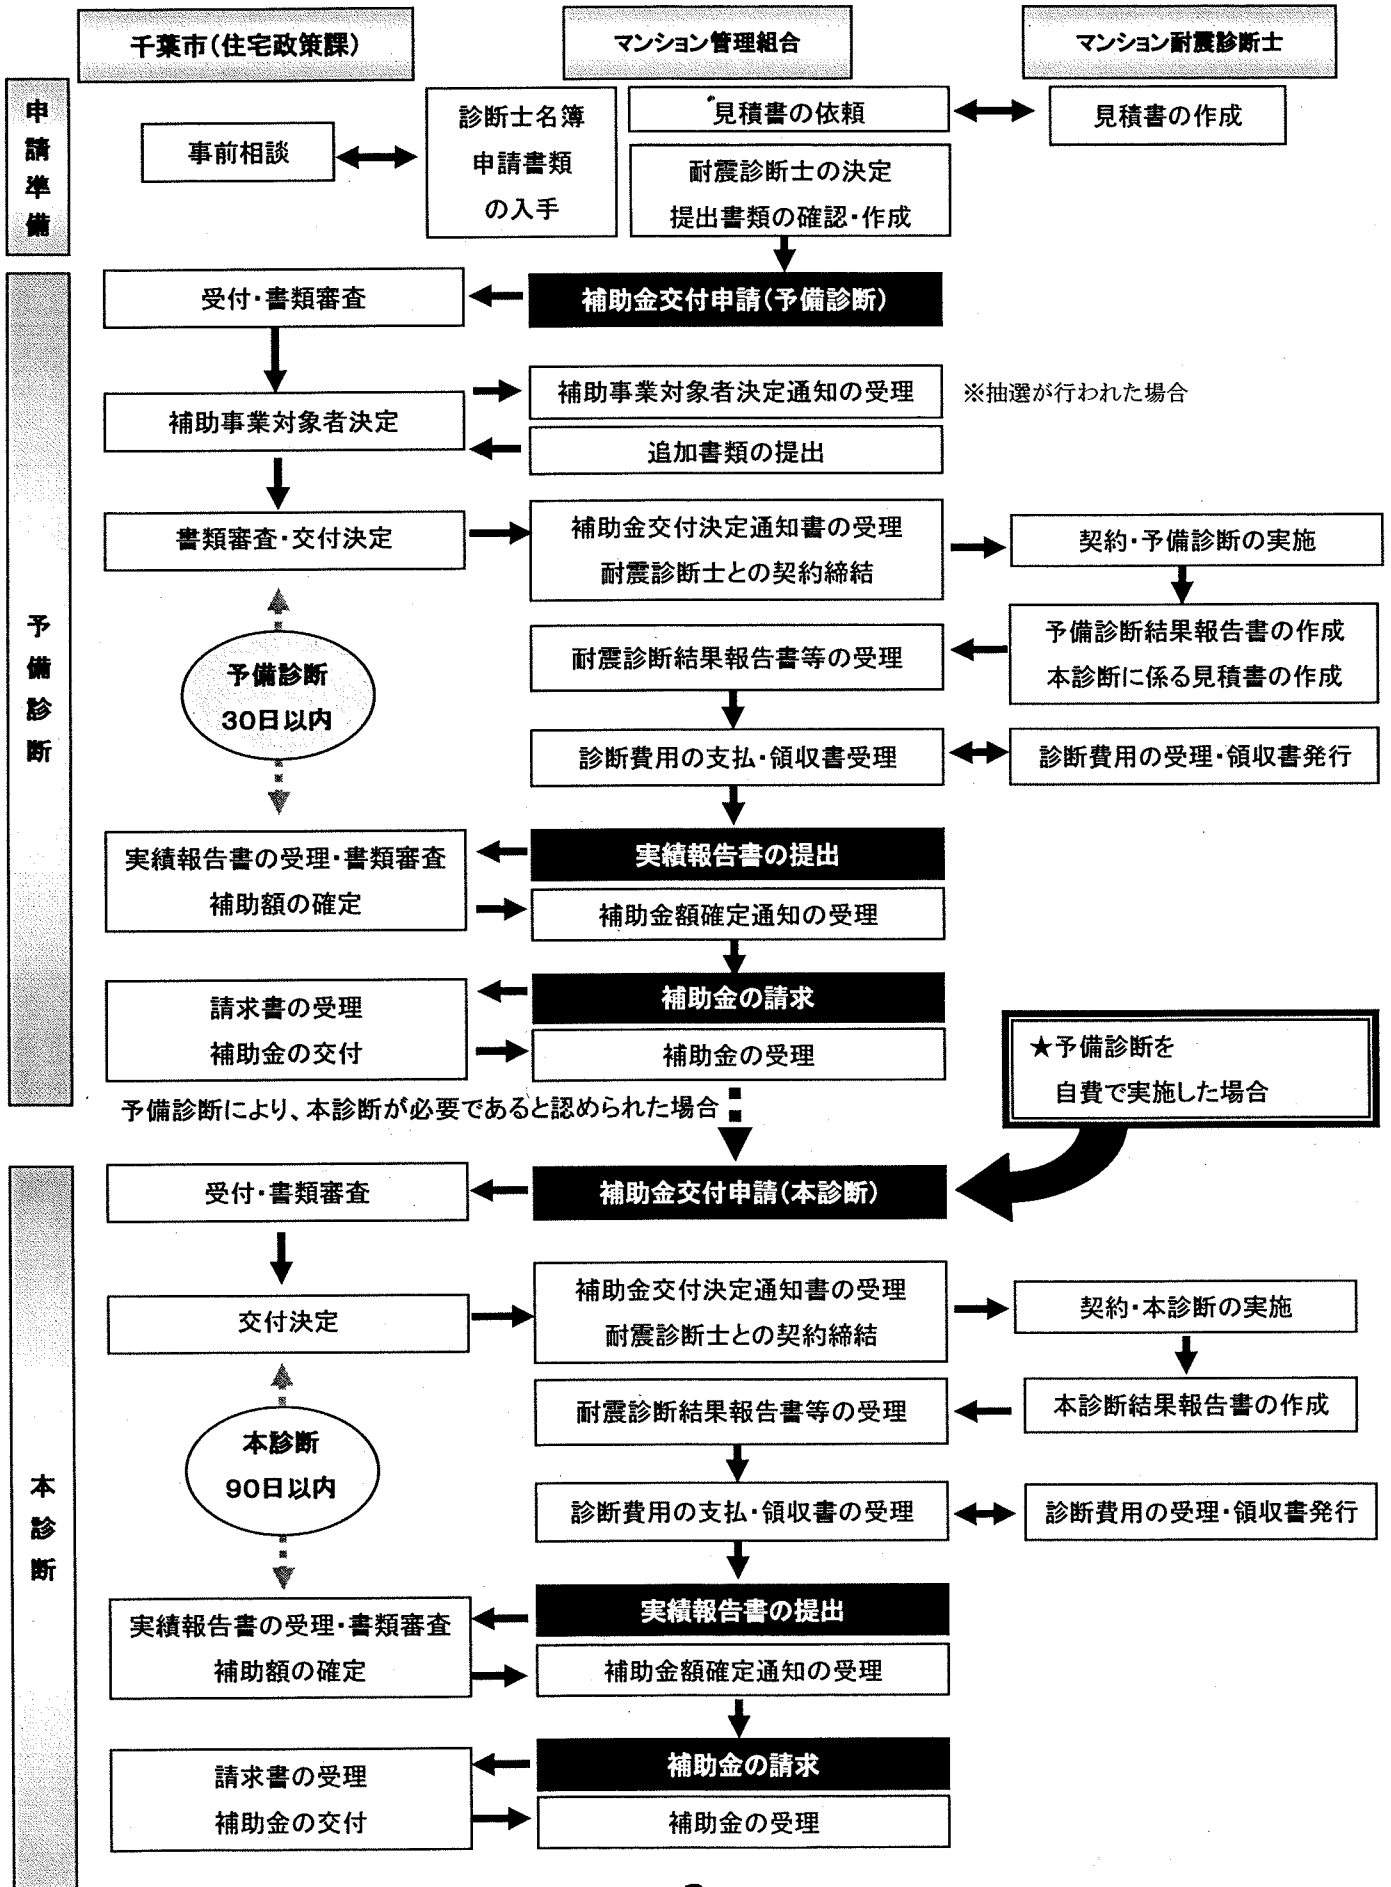 千葉市（住宅政策課）
マンション管理組合
マンション耐震診断士
申請準備
事前相談
診断士名簿
申請書類
の入手
見積書の依頼
見積書の作成
耐震診断士の決定
提出書類の確認・作成
予備診断
受付・書類審査
補助金交付申請（予備診断）
補助事業対象者決定
補助事業対象者決定通知の受理
※抽選が行われた場合
追加書類の提出
書類審査・交付決定
補助金交付決定通知書の受理
耐震診断士との契約締結
契約・予備診断の実施
予備診断
30日以内
耐震診断結果報告書等の受理
予備診断結果報告書の作成
本診断に係る見積書の作成
診断費用の支払・領収書受理
診断費用の受理・領収書発行
実績報告書の受理・書類審査
補助額の確定
実績報告書の提出
補助金額確定通知の受理
請求書の受理
補助金の交付
補助金の請求
補助金の受理
★予備診断を
自費で実施した場合
予備診断により、本診断が必要であると認められた場合
本診断
受付・書類審査
補助金交付申請（本診断）
交付決定
補助金交付決定通知書の受理
耐震診断士との契約締結
契約・本診断の実施
本診断
90日以内
耐震診断結果報告書等の受理
本診断結果報告書の作成
診断費用の支払・領収書の受理
診断費用の受理・領収書発行
実績報告書の受理・書類審査
補助額の確定
実績報告書の提出
補助金額確定通知の受理
請求書の受理
補助金の交付
補助金の請求
補助金の受理